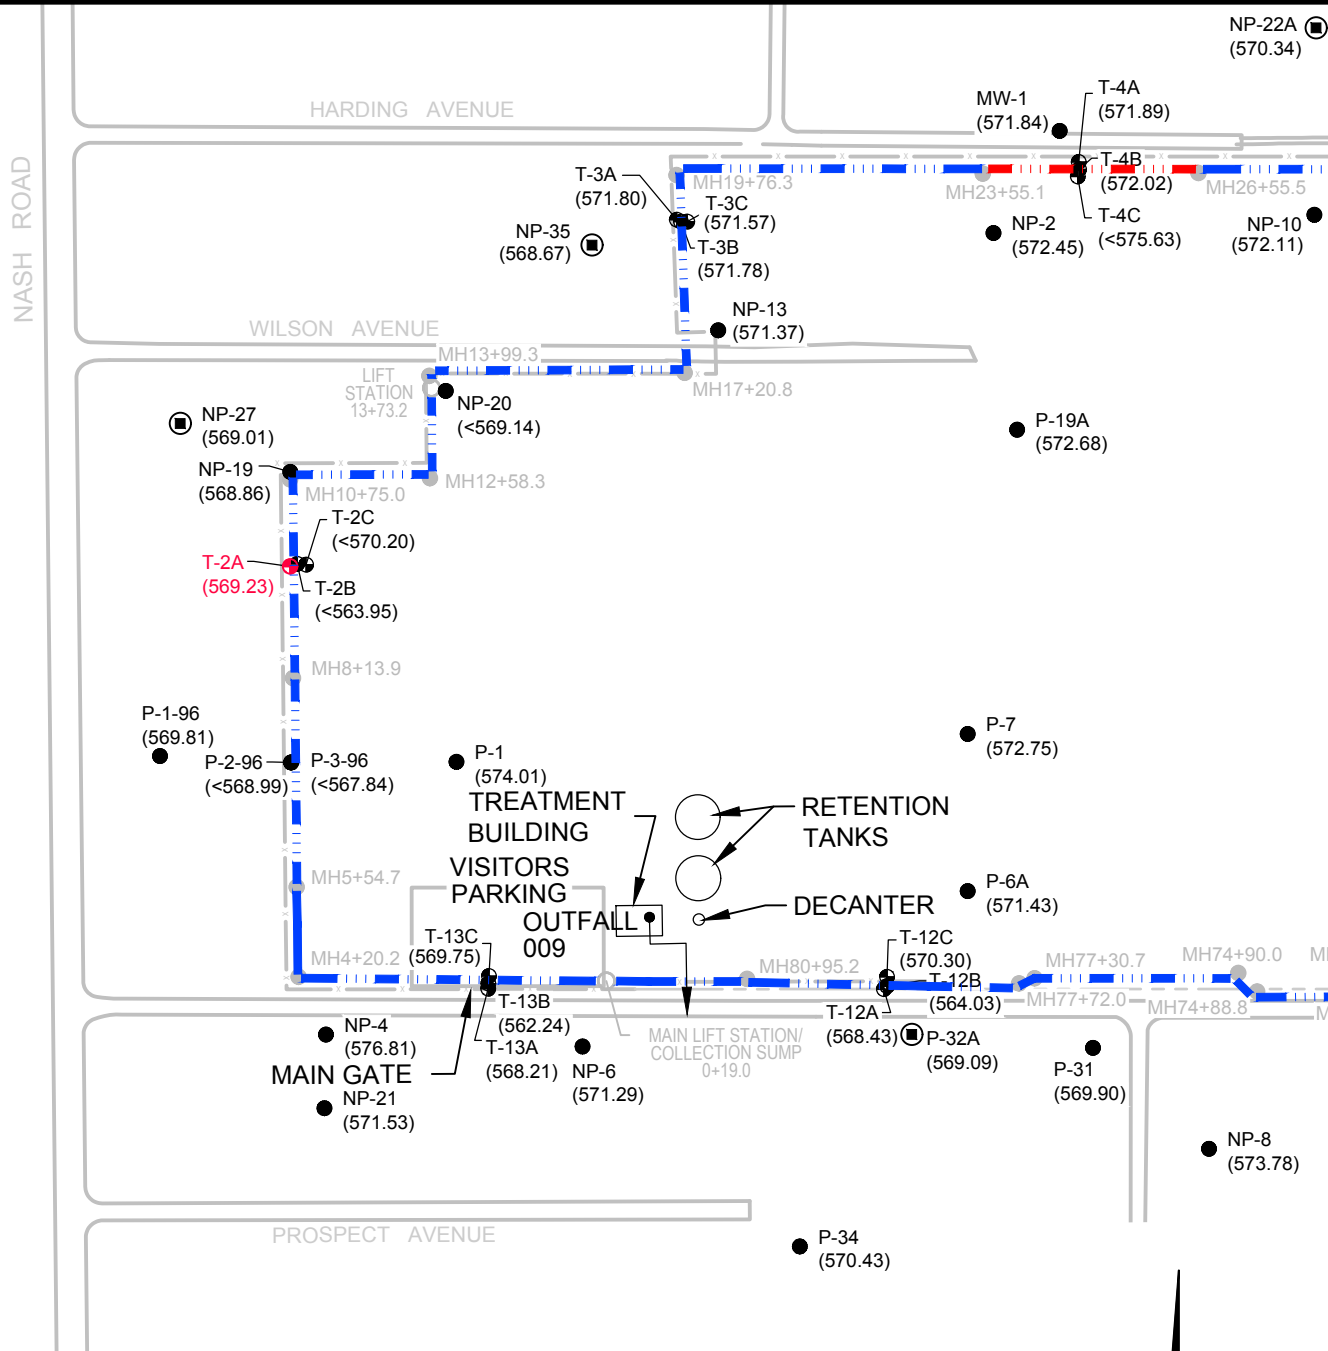 NP-22A
(570.34)
T-4A
(571.89)
MW-1
(571.84)
HARDING AVENUE
NASH ROAD
T-3A
(571.80)
MH19+76.3
T-3C
(571.57)
T-3B
(571.78)
NP-35
(568.67)
MH23+55.1
T-4B
(572.02)
T-4C
(<575.63)
MH26+55.5
NP-2
(572.45)
NP-10
(572.11)
NP-13
(571.37)
WILSON AVENUE
MH13+99.3
LIFT
STATION
13+73.2
MH17+20.8
NP-20
(<569.14)
NP-27
(569.01)
P-19A
(572.68)
NP-19
(568.86)
MH10+75.0
MH12+58.3
T-2C
(<570.20)
T-2A
(569.23)
T-2B
(<563.95)
MH8+13.9
P-1-96
(569.81)
P-2-96
(<568.99)
P-3-96
(<567.84)
P-1
(574.01)
P-7
(572.75)
TREATMENT
BUILDING
RETENTION
TANKS
VISITORS
PARKING
MH5+54.7
OUTFALL
009
DECANTER
P-6A
(571.43)
T-13C
(569.75)
T-12C
(570.30)
MH4+20.2
MH80+95.2
T-12B
(564.03)
MH77+30.7
MH74+90.0
MH
T-13B
(562.24)
T-12A
(568.43)
MH77+72.0
MH74+88.8
M
NP-4
(576.81)
T-13A
(568.21)
MAIN LIFT STATION/
COLLECTION SUMP
0+19.0
P-32A
(569.09)
MAIN GATE
NP-6
(571.29)
P-31
(569.90)
NP-21
(571.53)
NP-8
(573.78)
PROSPECT AVENUE
P-34
(570.43)